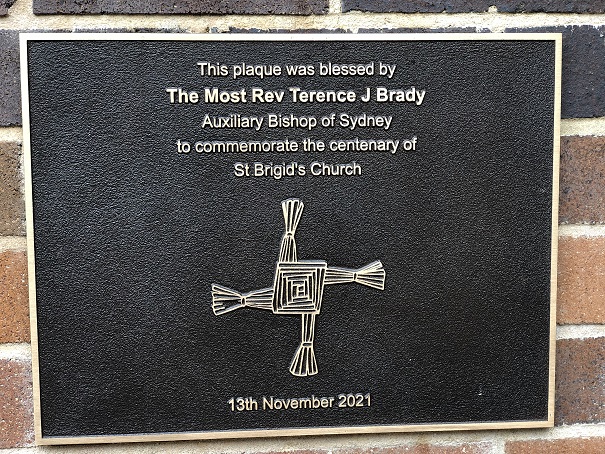 This plaque was blessed by
The Most Rev Terence J Brady
Auxiliary Bishop of Sydney
to commemorate the centenary of
St Brigid's Church
13th November 2021